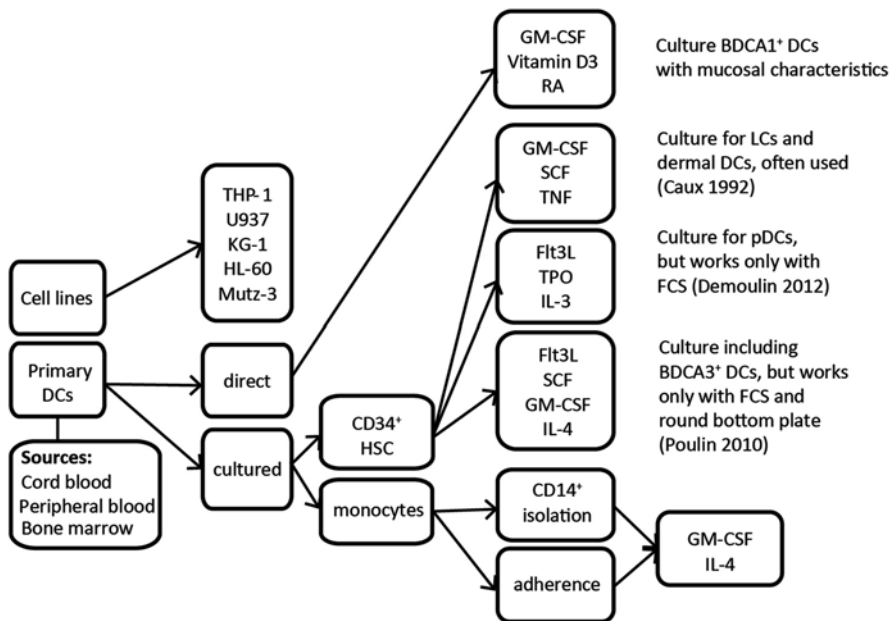 GM-CSF
Vitamin D3
RA
Culture BDCA1⁺ DCs
with mucosal characteristics
GM-CSF
SCF
TNF
Culture for LCs and
dermal DCs, often used
(Caux 1992)
THP-1
U937
KG-1
HL-60
Mutz-3
Flt3L
TPO
IL-3
Culture for pDCs,
but works only with
FCS (Demoulin 2012)
Cell lines
Primary
DCs
direct
Flt3L
SCF
GM-CSF
IL-4
Culture including
BDCA3⁺ DCs, but works
only with FCS and
round bottom plate
(Poulin 2010)
CD34⁺
HSC
Sources:
Cord blood
Peripheral blood
Bone marrow
cultured
monocytes
CD14⁺
isolation
adherence
GM-CSF
IL-4